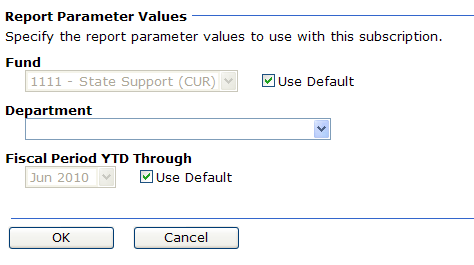 Report Parameter Values
Specify the report parameter values to use with this subscription.
Fund
1111 - State Support (CUR) Use Default
Department
Fiscal Period YTD Through
Jun 2010 Use Default
OK Cancel